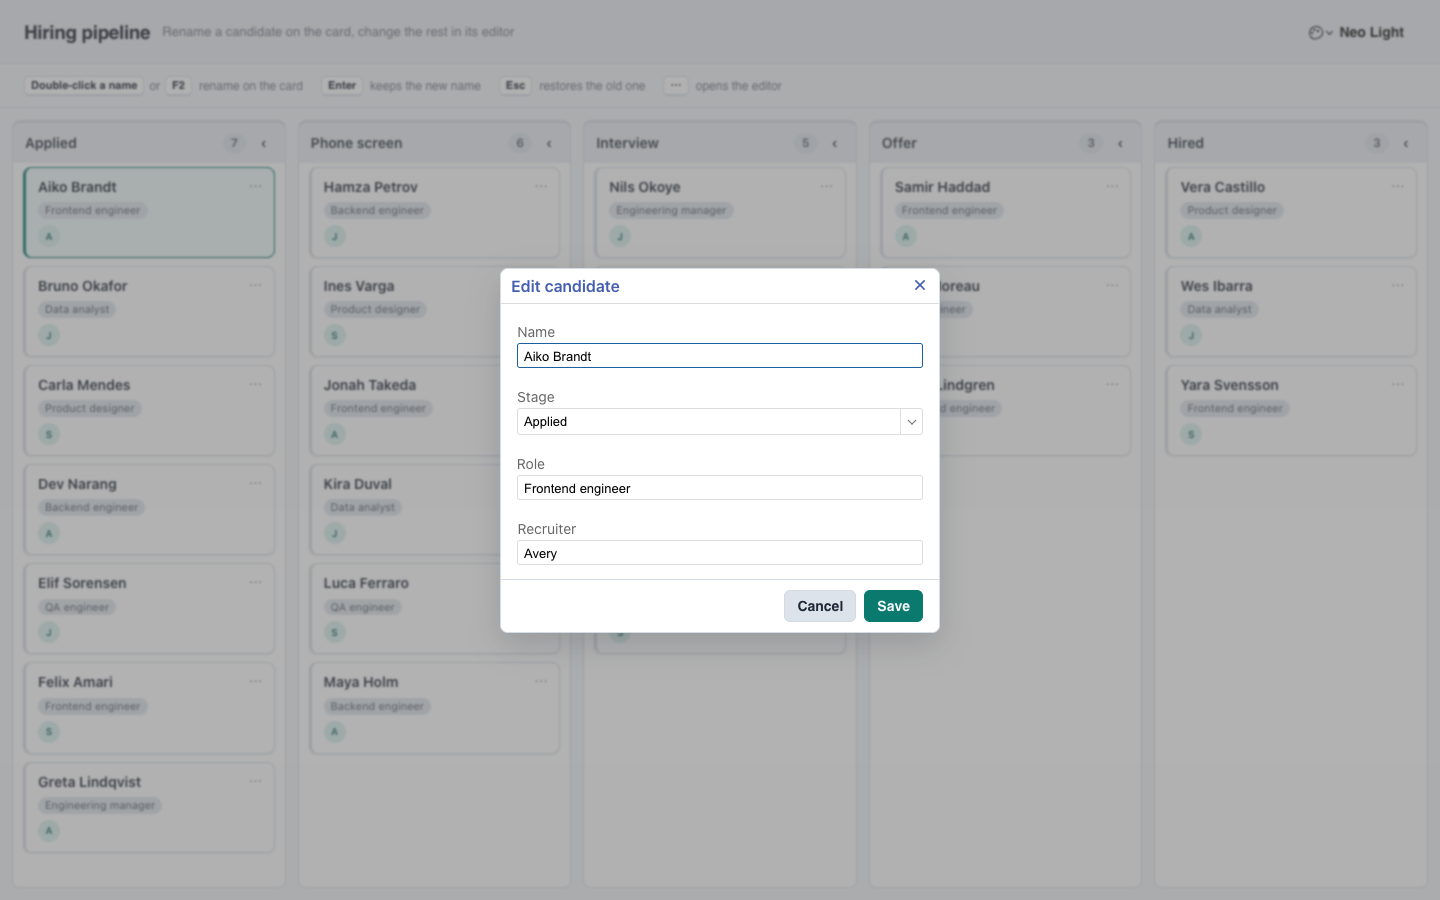 Hiring pipeline Rename a candidate on the card, change the rest in its editor
Neo Light
Double-click a name or F2 rename on the card Enter keeps the new name Esc restores the old one ··· opens the editor
Applied 7
Aiko Brandt
Frontend engineer
A
Bruno Okafor
Data analyst
J
Carla Mendes
Product designer
S
Dev Narang
Backend engineer
A
Elif Sorensen
QA engineer
J
Felix Amari
Frontend engineer
S
Greta Lindqvist
Engineering manager
A
Phone screen 6
Hamza Petrov
Backend engineer
J
Ines Varga
Product designer
S
Jonah Takeda
Frontend engineer
A
Kira Duval
Data analyst
J
Luca Ferraro
QA engineer
S
Maya Holm
Backend engineer
A
Interview 5
Nils Okoye
Engineering manager
J
Offer 3
Samir Haddad
Frontend engineer
A
Hired 3
Vera Castillo
Product designer
A
Wes Ibarra
Data analyst
J
Yara Svensson
Frontend engineer
S
Edit candidate
Name
Aiko Brandt
Stage
Applied
Role
Frontend engineer
Recruiter
Avery
Cancel Save